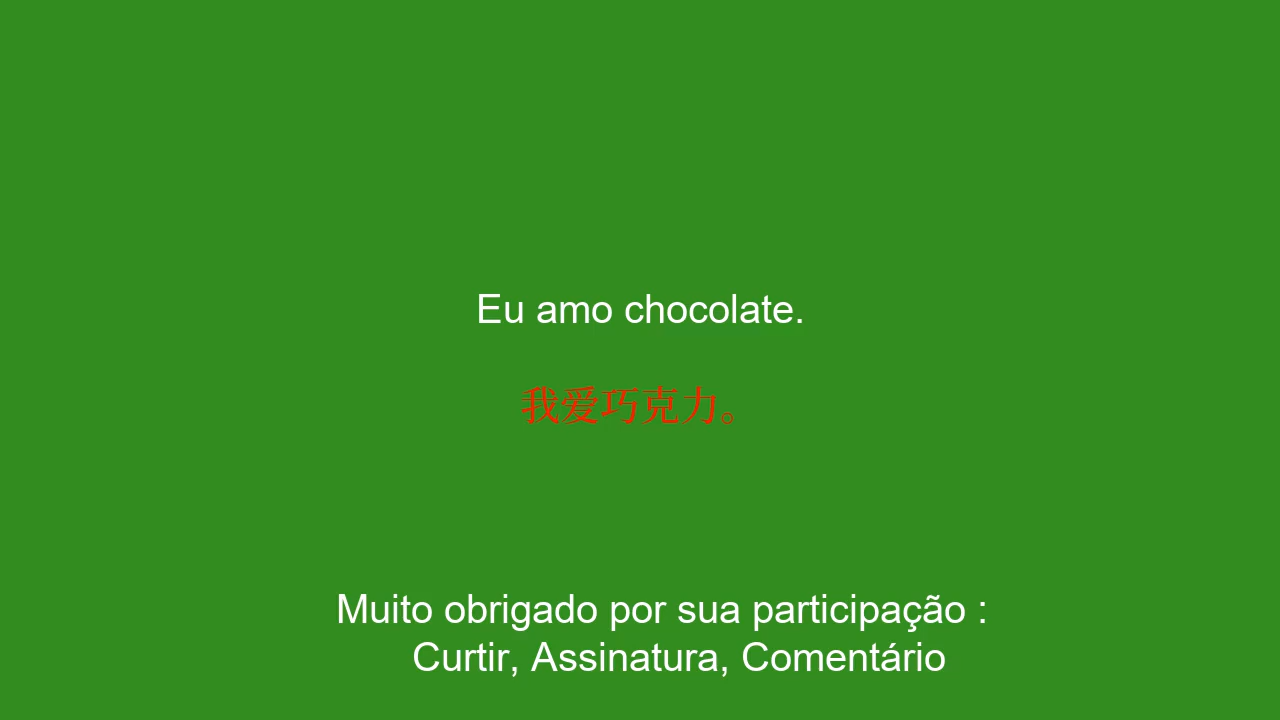 Eu amo chocolate.
我爱巧克力。
Muito obrigado por sua participação :
Curtir, Assinatura, Comentário